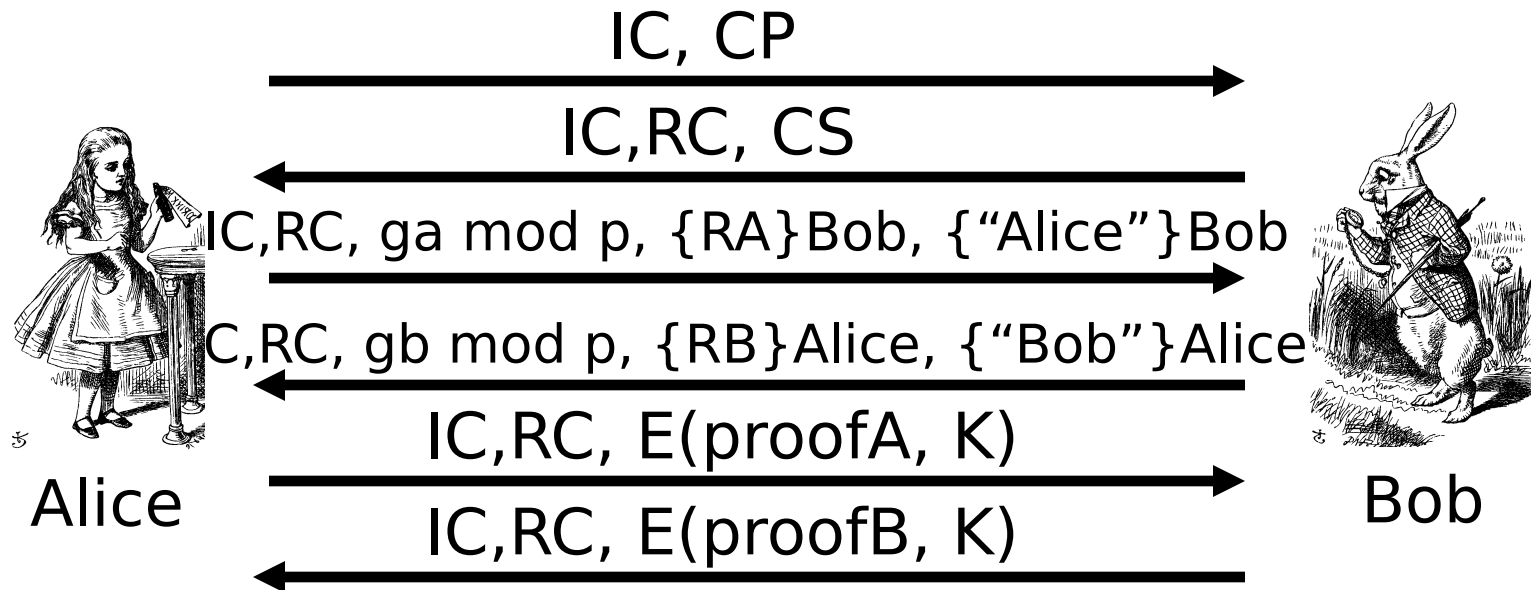 IC, CP
IC,RC, CS
IC,RC, ga mod p, {RA}Bob, {“Alice”}Bob
C,RC, gb mod p, {RB}Alice, {“Bob”}Alice
IC,RC, E(proofA, K)
IC,RC, E(proofB, K)
Alice
Bob